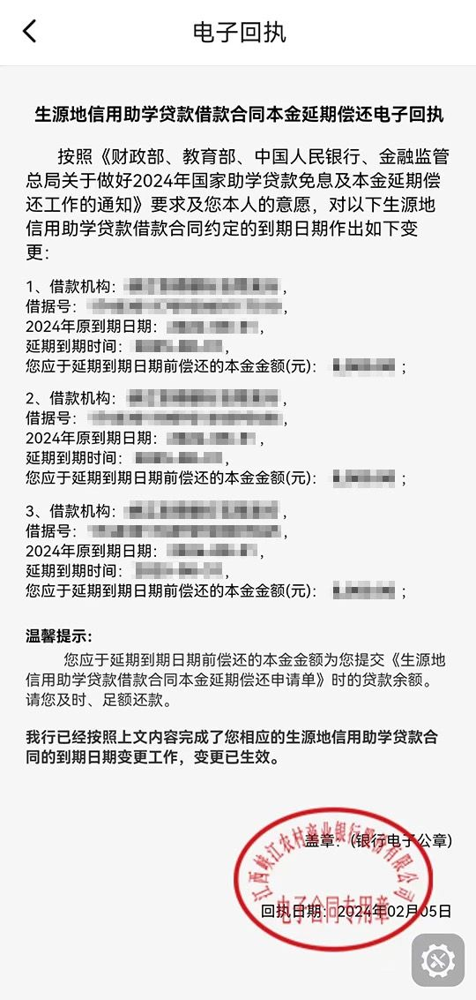 电子回执
生源地信用助学贷款借款合同本金延期偿还电子回执
按照《财政部、教育部、中国人民银行、金融监管
总局关于做好2024年国家助学贷款免息及本金延期偿
还工作的通知》要求及您本人的意愿，对以下生源地
信用助学贷款借款合同约定的到期日期作出如下变
更：
1、借款机构：，
借据号：，
2024年原到期日期：，
延期到期时间：，
您应于延期到期日期前偿还的本金金额(元)：；
2、借款机构：，
借据号：，
2024年原到期日期：，
延期到期时间：，
您应于延期到期日期前偿还的本金金额(元)：；
3、借款机构：，
借据号：，
2024年原到期日期：，
延期到期时间：，
您应于延期到期日期前偿还的本金金额(元)：；
温馨提示：
您应于延期到期日期前偿还的本金金额为您提交《生源地
信用助学贷款借款合同本金延期偿还申请单》时的贷款余额。
请您及时、足额还款。
我行已经按照上文内容完成了您相应的生源地信用助学贷款合
同的到期日期变更工作，变更已生效。
江西峡江农村商业银行股份有限公司
盖章：(银行电子公章)
电子合同专用章
回执日期：2024年02月05日